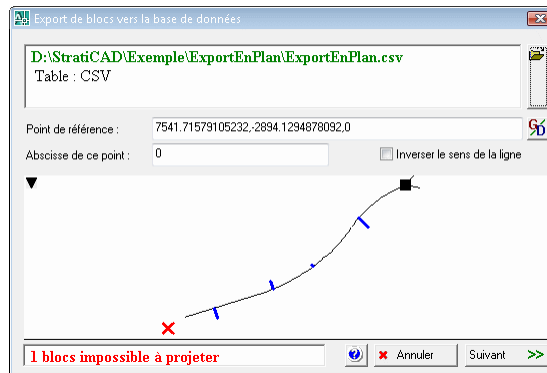 Export de blocs vers la base de données
D:\StratiCAD\Exemple\ExportEnPlan\ExportEnPlan.csv
Table : CSV
Point de référence : 7541.71579105232,-2894.1294878092,0
G/D
Abscisse de ce point : 0 Inverser le sens de la ligne
1 blocs impossible à projeter ? Annuler Suivant >>